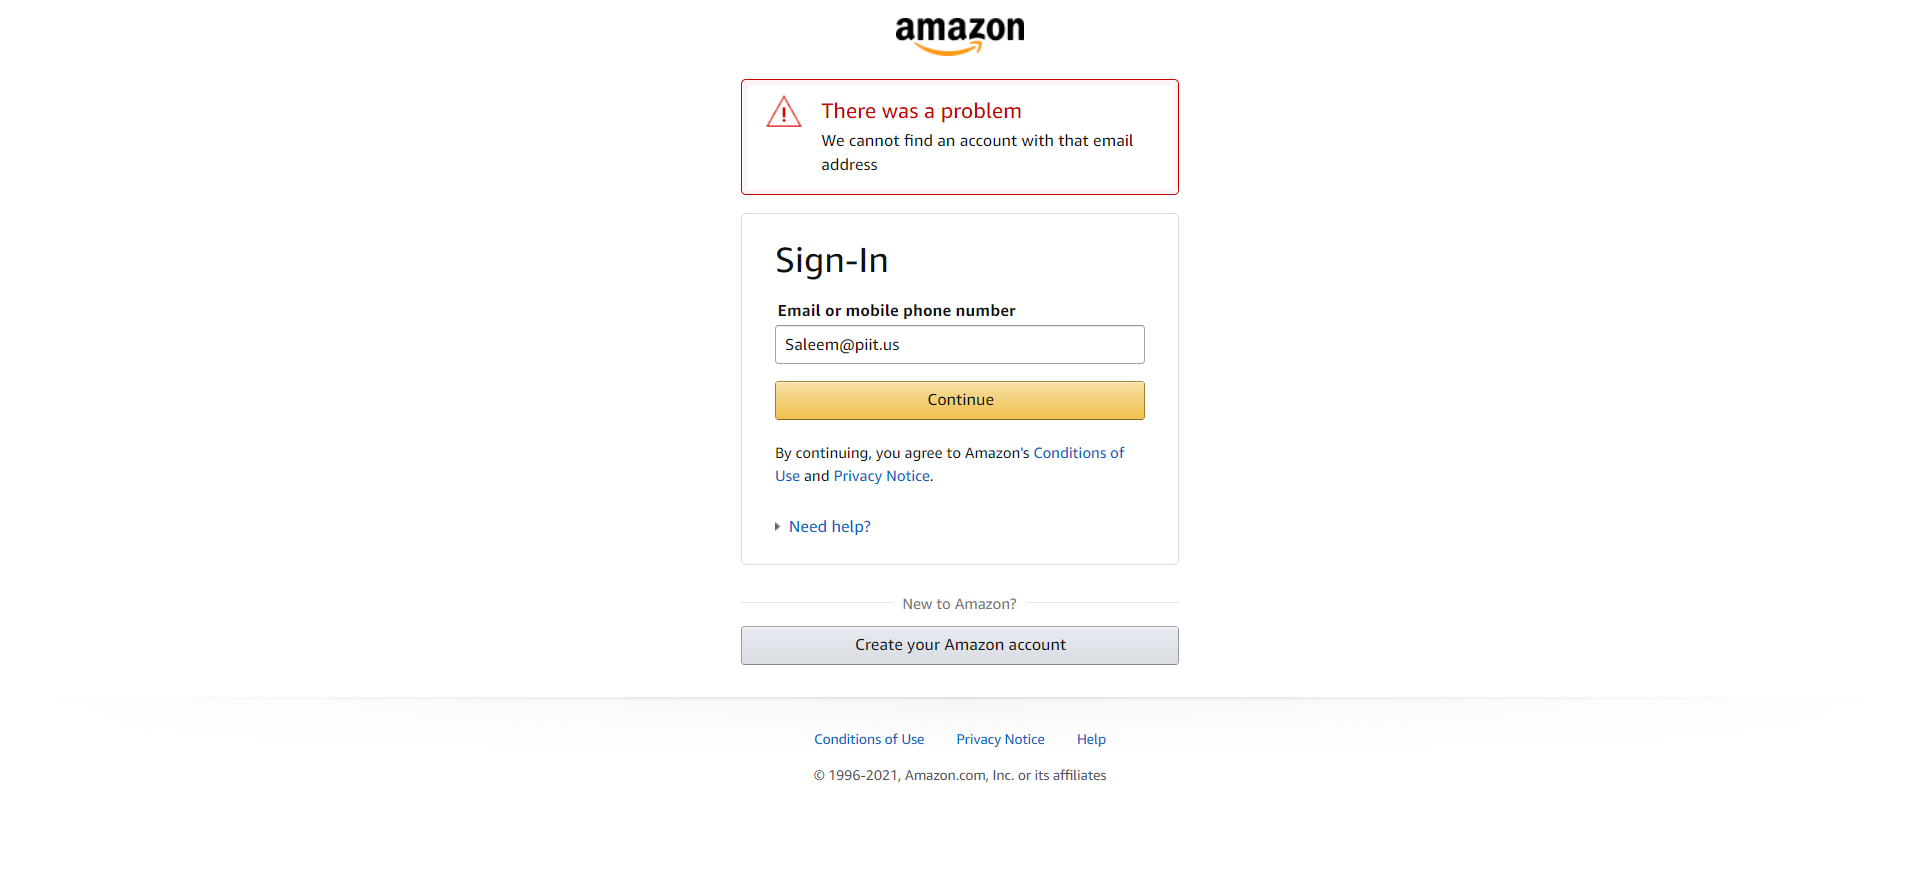 amazon
There was a problem
We cannot find an account with that email
address
Sign-In
Email or mobile phone number
Saleem@piit.us
Continue
By continuing, you agree to Amazon's Conditions of
Use and Privacy Notice.
Need help?
New to Amazon?
Create your Amazon account
Conditions of Use Privacy Notice Help
© 1996-2021, Amazon.com, Inc. or its affiliates